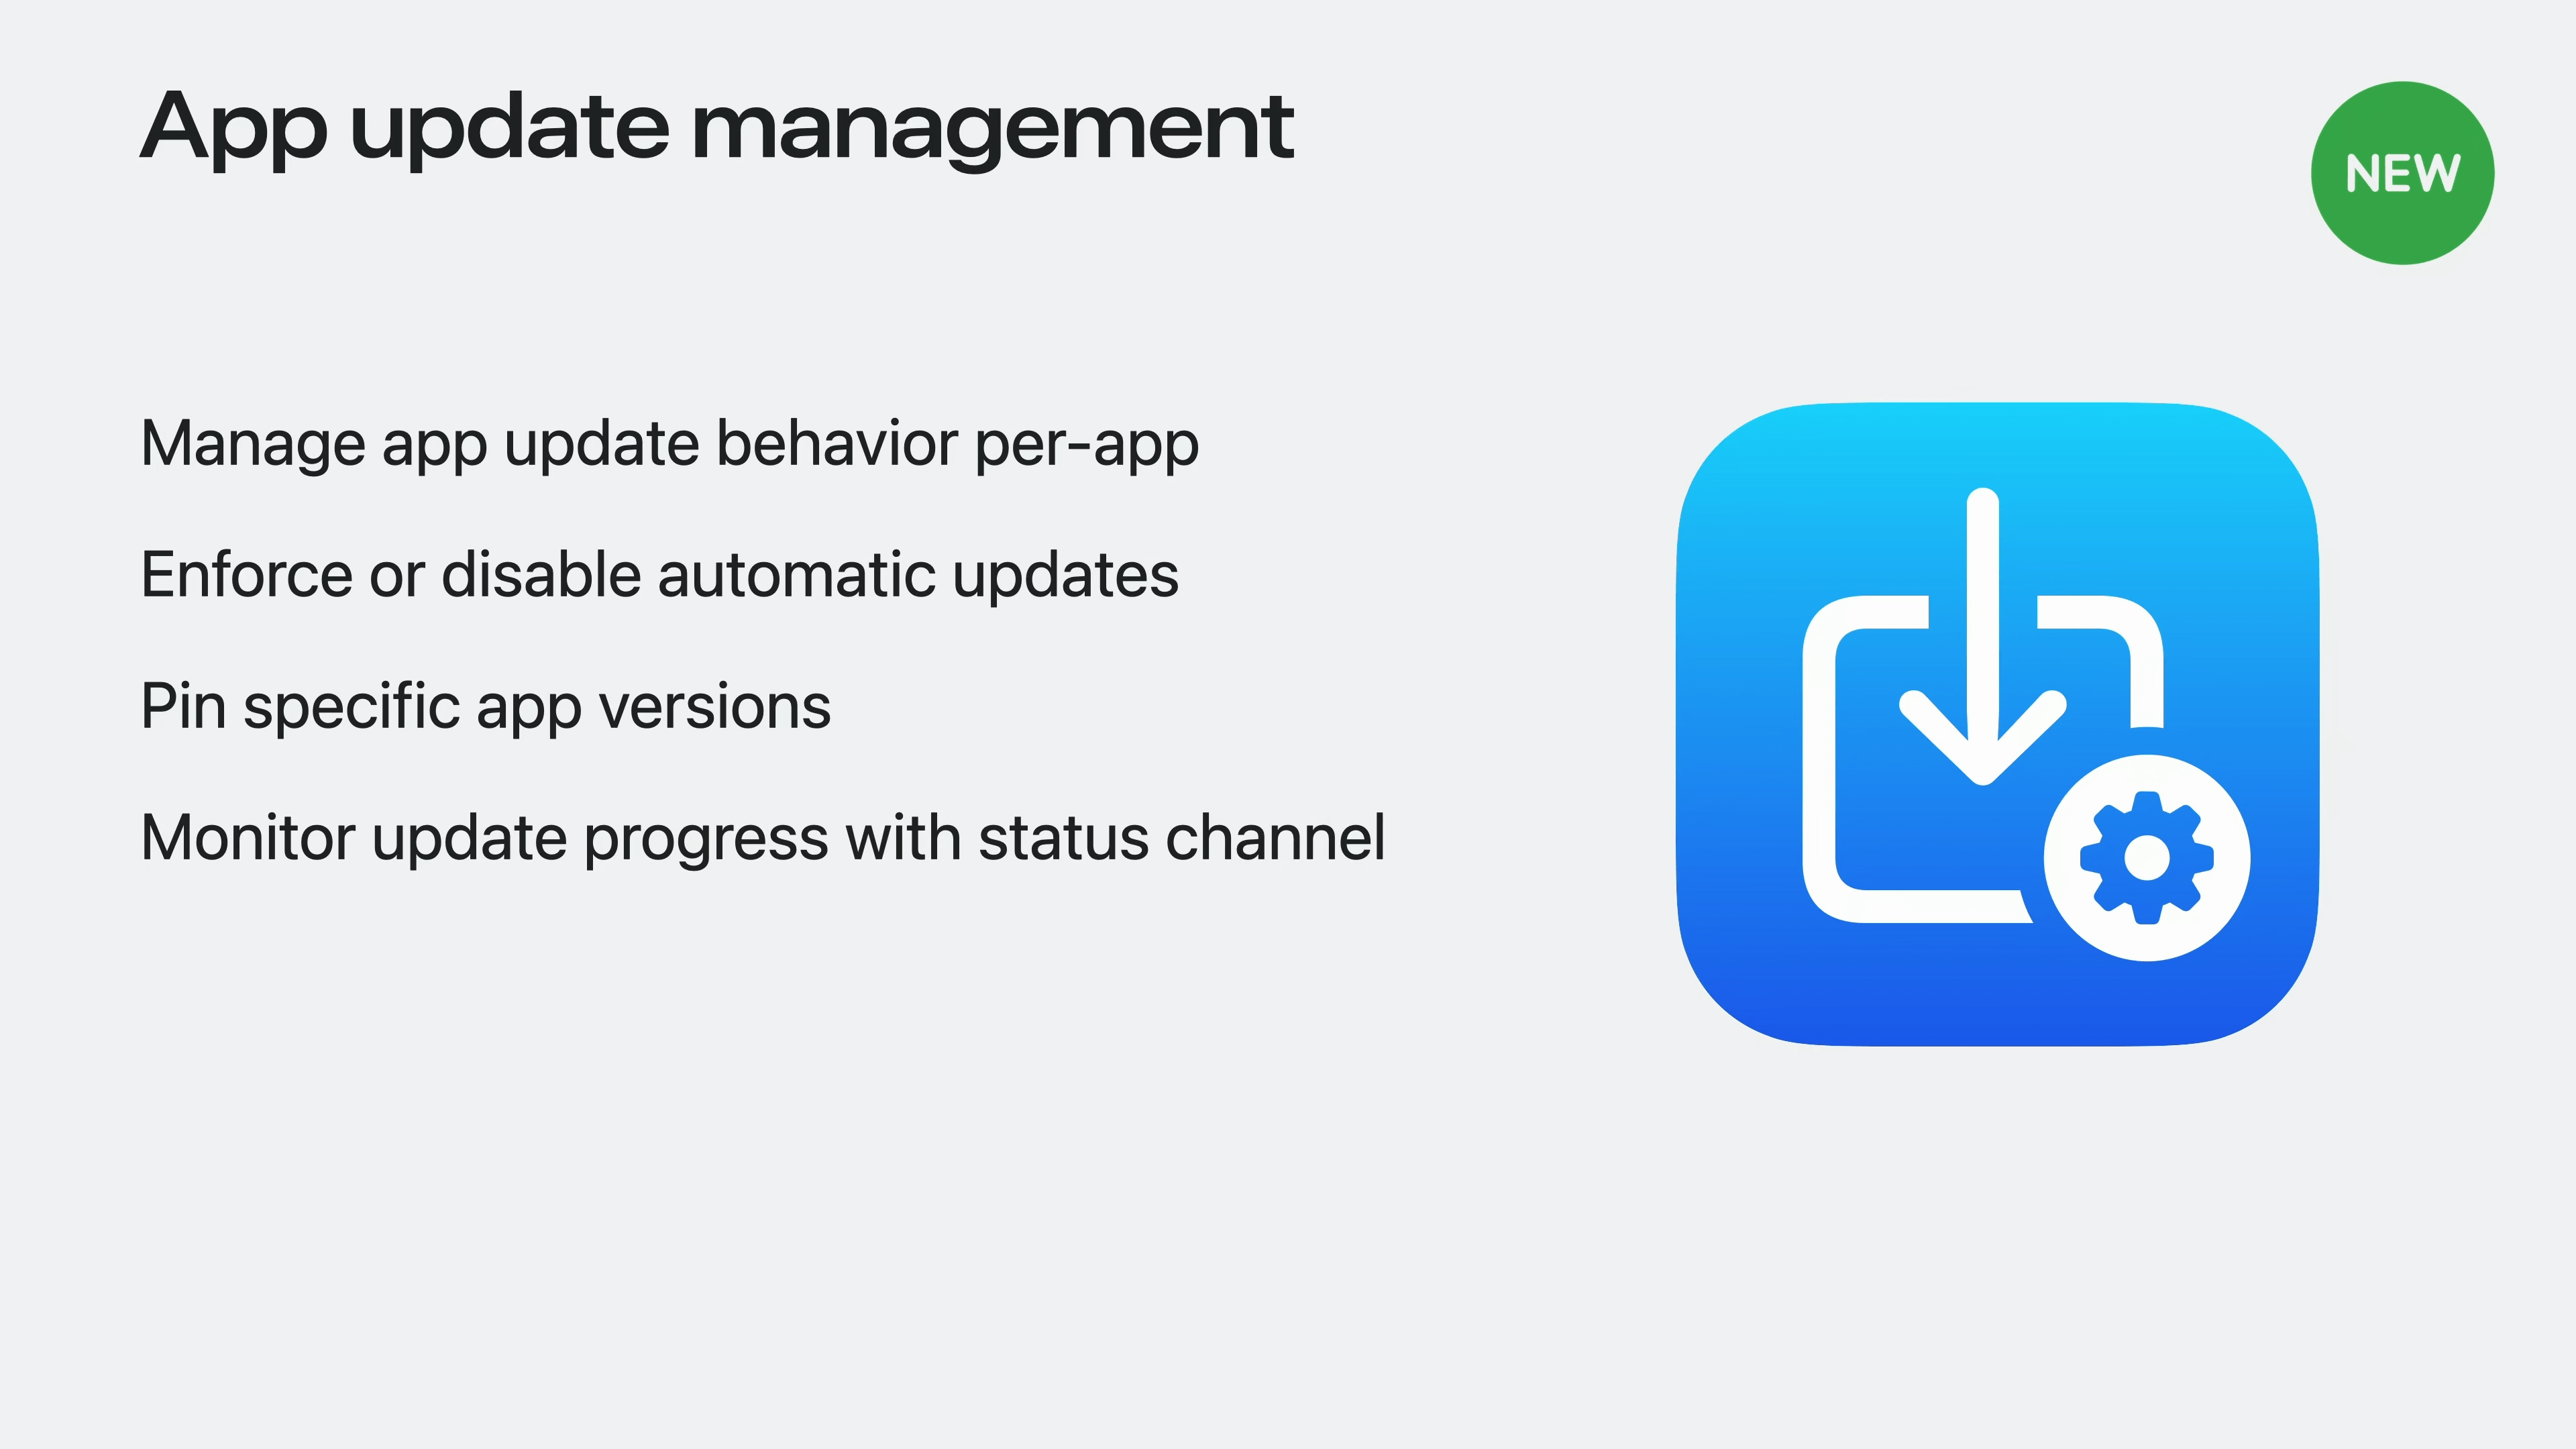 App update management
NEW
Manage app update behavior per-app
Enforce or disable automatic updates
Pin specific app versions
Monitor update progress with status channel